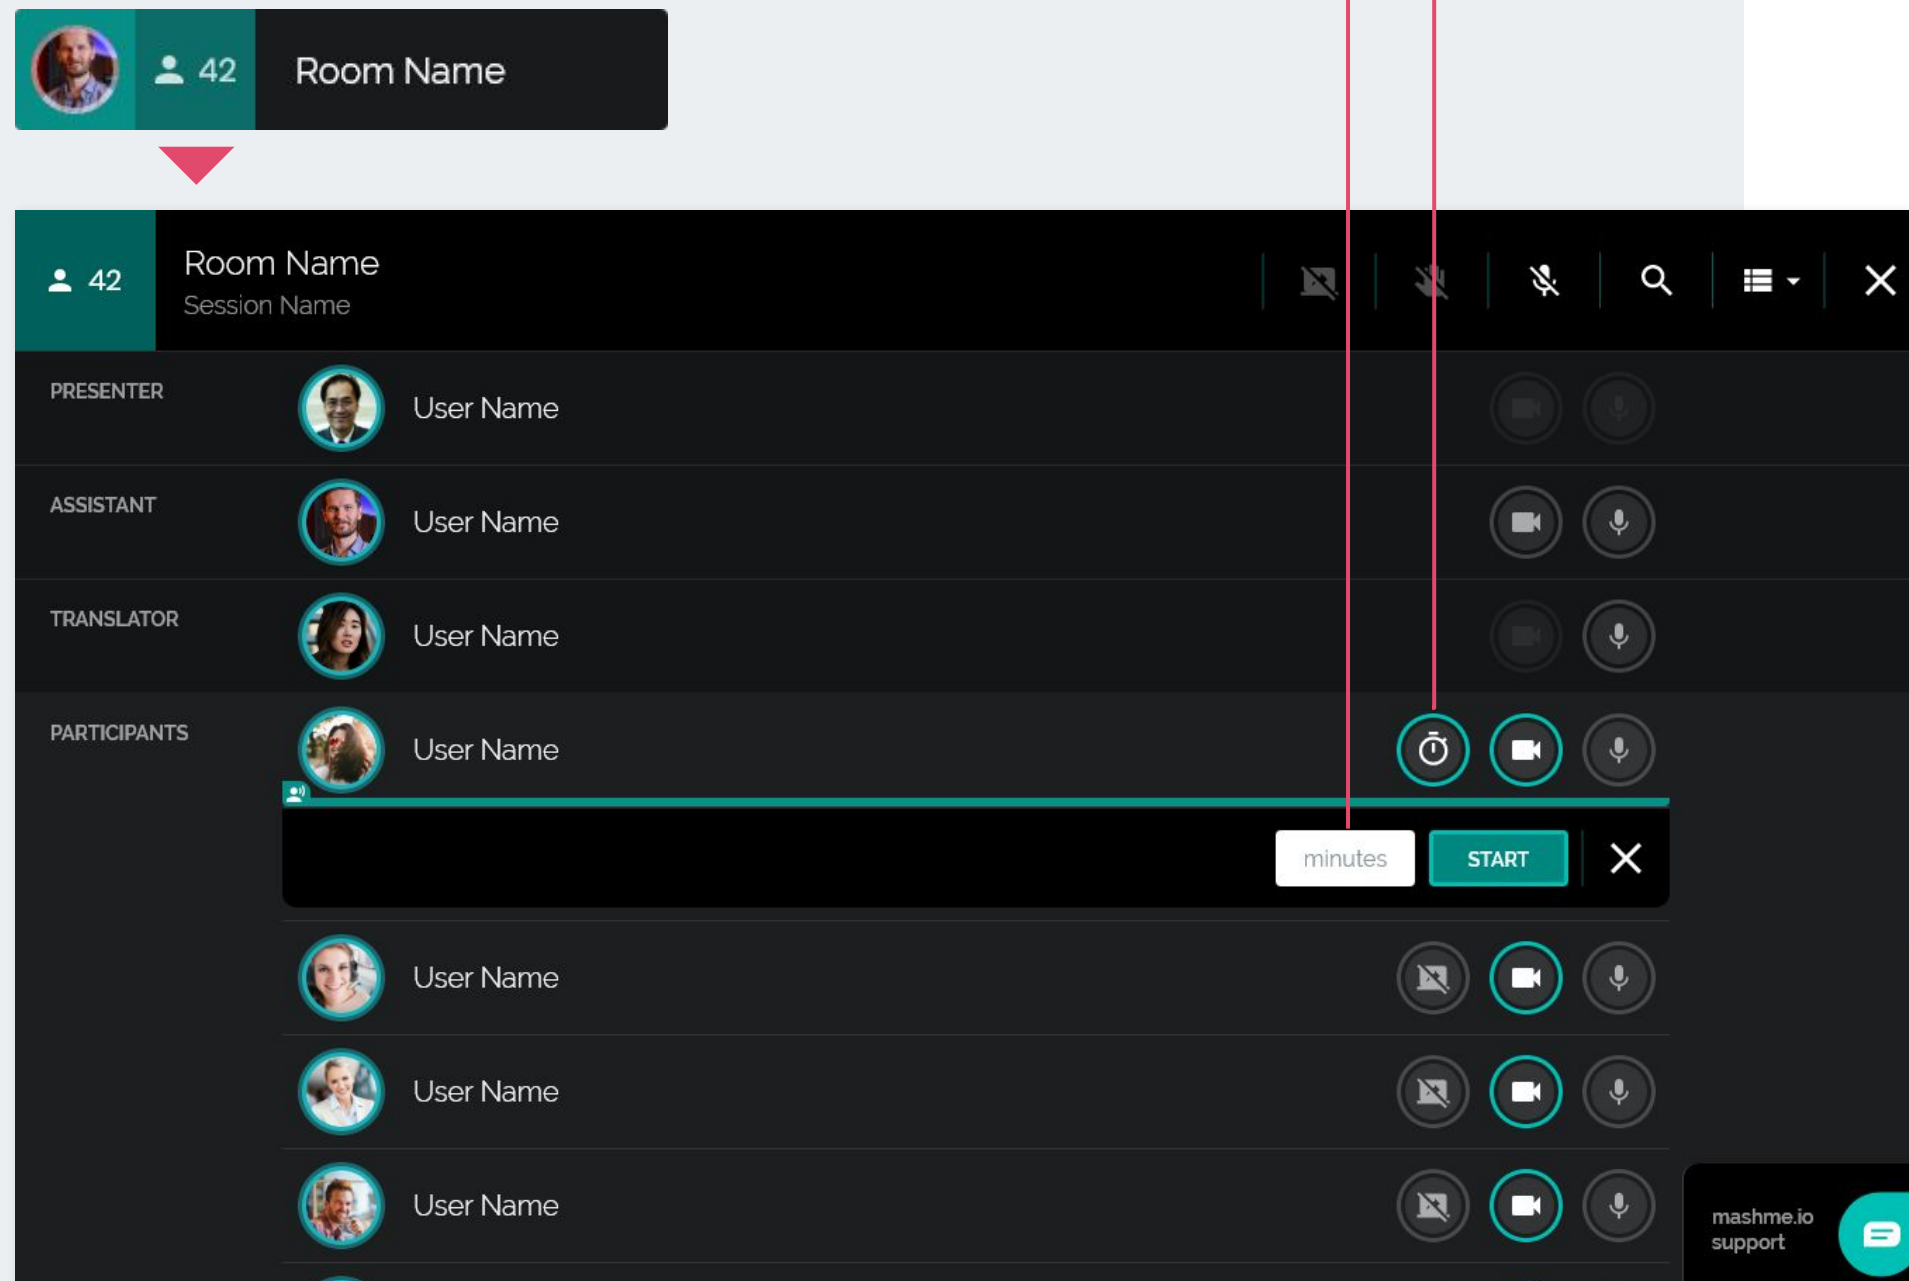 42
Room Name
42
Room Name
Session Name
PRESENTER
User Name
ASSISTANT
User Name
TRANSLATOR
User Name
PARTICIPANTS
User Name
minutes
START
User Name
User Name
User Name
mashme.io
support